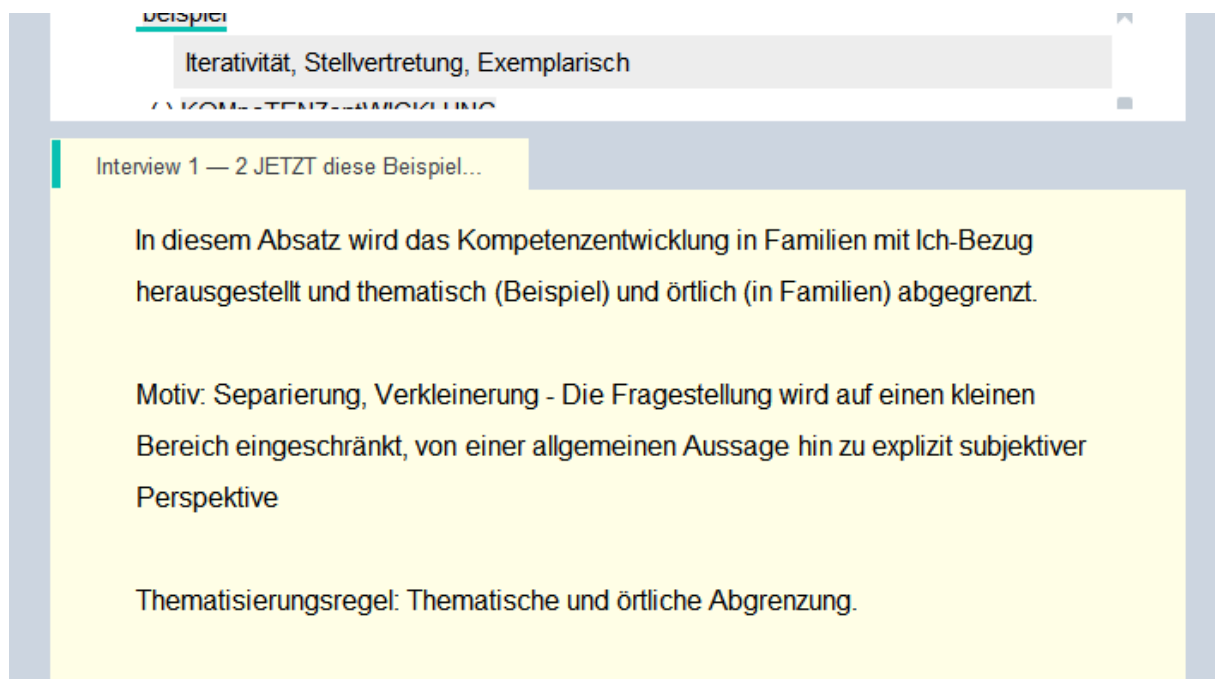 beispiel
Iterativität, Stellvertretung, Exemplarisch
(.) KOMpeTENZentWICKLUNG
Interview 1 — 2 JETZT diese Beispiel...
In diesem Absatz wird das Kompetenzentwicklung in Familien mit Ich-Bezug
herausgestellt und thematisch (Beispiel) und örtlich (in Familien) abgegrenzt.
Motiv: Separierung, Verkleinerung - Die Fragestellung wird auf einen kleinen
Bereich eingeschränkt, von einer allgemeinen Aussage hin zu explizit subjektiver
Perspektive
Thematisierungsregel: Thematische und örtliche Abgrenzung.